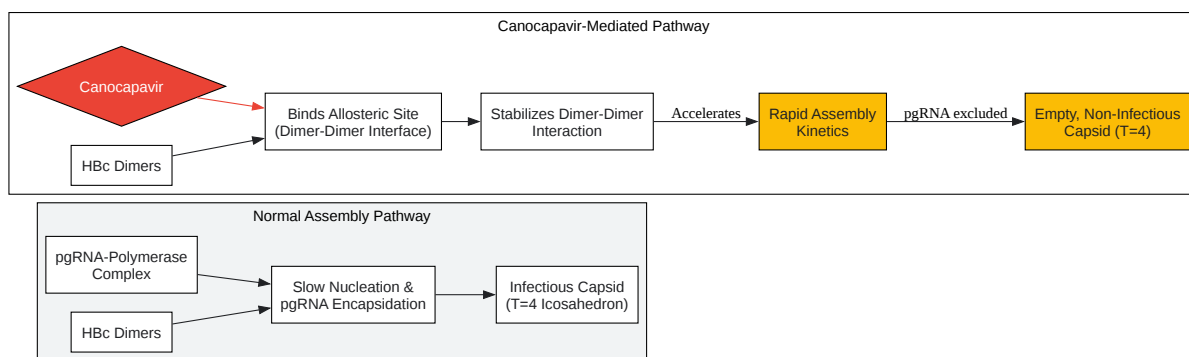 Canocapavir-Mediated Pathway
Canocapavir
HBc Dimers
Binds Allosteric Site
(Dimer-Dimer Interface)
Stabilizes Dimer-Dimer
Interaction
Accelerates
Rapid Assembly
Kinetics
pgRNA excluded
Empty, Non-Infectious
Capsid (T=4)
Normal Assembly Pathway
pgRNA-Polymerase
Complex
HBc Dimers
Slow Nucleation &
pgRNA Encapsidation
Infectious Capsid
(T=4 Icosahedron)